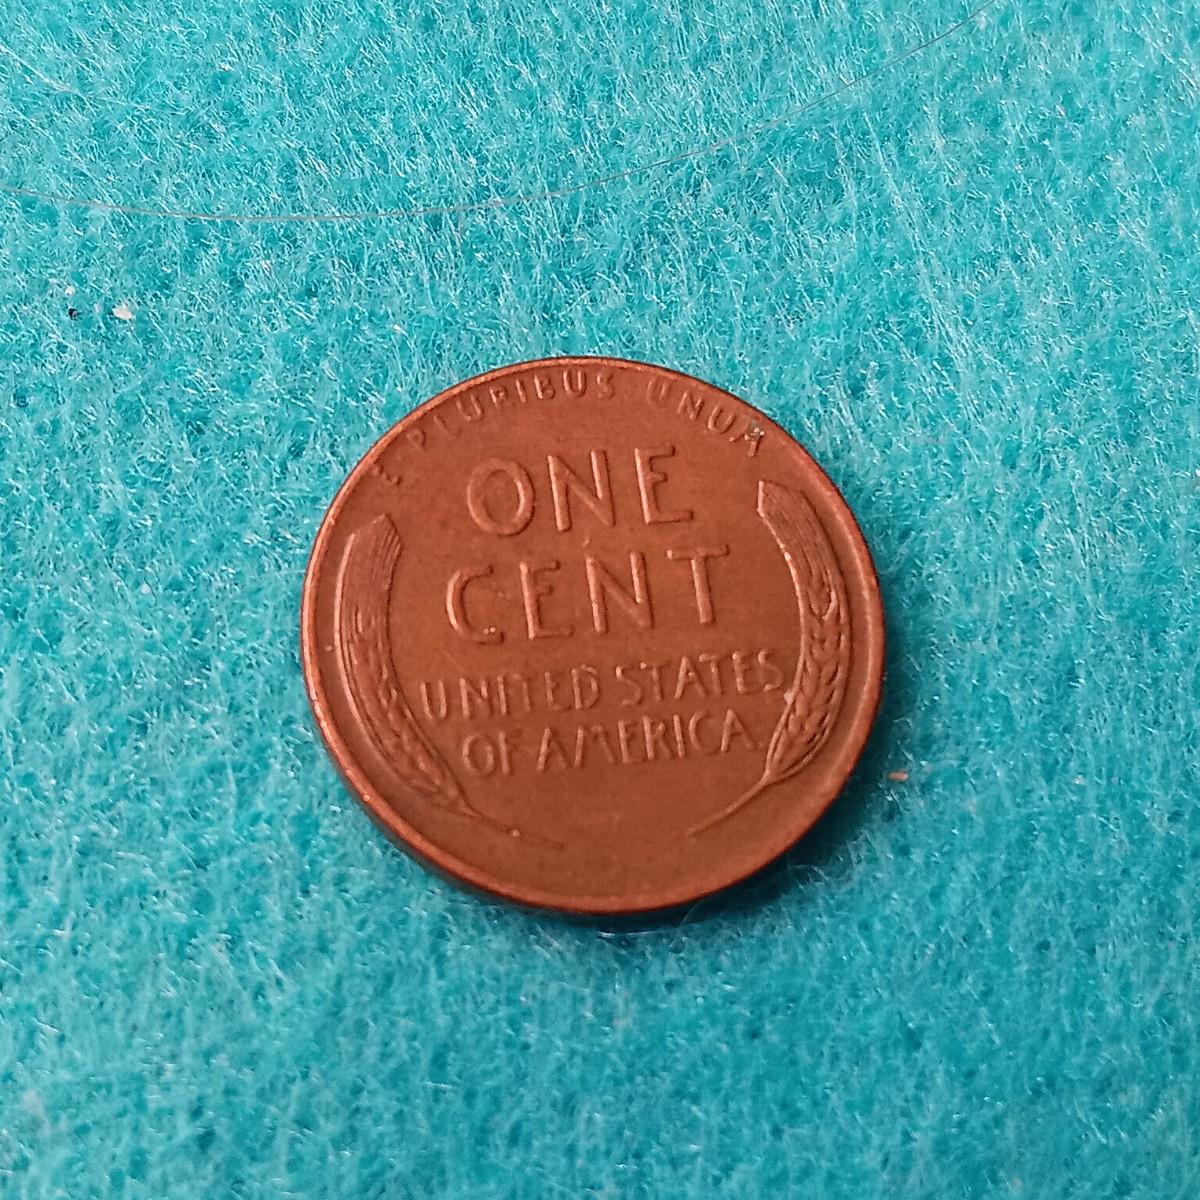 E PLURIBUS UNUM
ONE
CENT
UNITED STATES
OF AMERICA